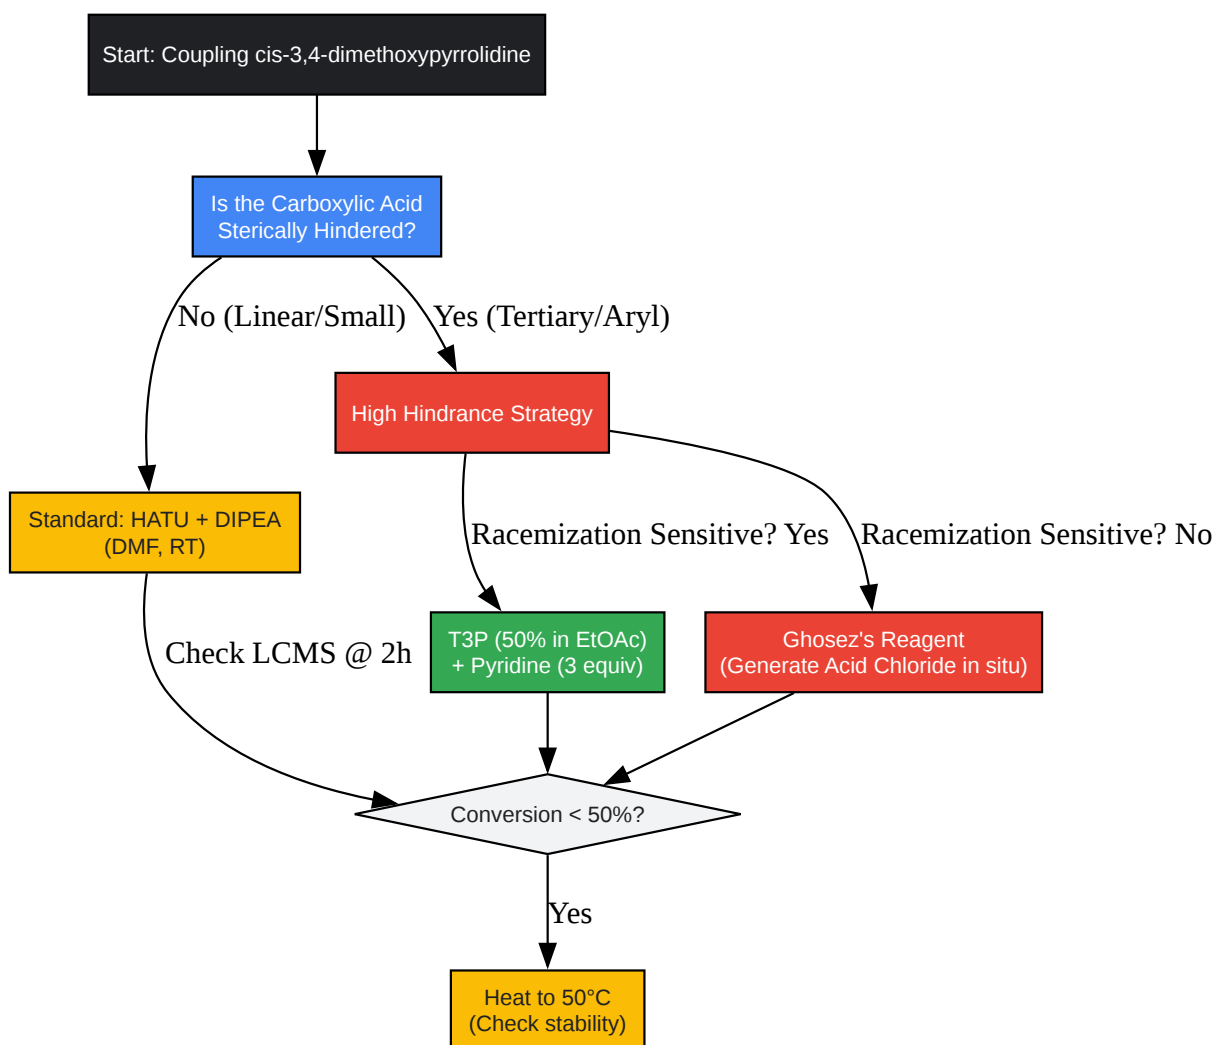 Start: Coupling cis-3,4-dimethoxypyrrolidine
Is the Carboxylic Acid
Sterically Hindered?
No (Linear/Small)
Yes (Tertiary/Aryl)
High Hindrance Strategy
Standard: HATU + DIPEA
(DMF, RT)
Racemization Sensitive? Yes
Racemization Sensitive? No
Check LCMS @ 2h
T3P (50% in EtOAc)
+ Pyridine (3 equiv)
Ghosez's Reagent
(Generate Acid Chloride in situ)
Conversion < 50%?
Yes
Heat to 50°C
(Check stability)